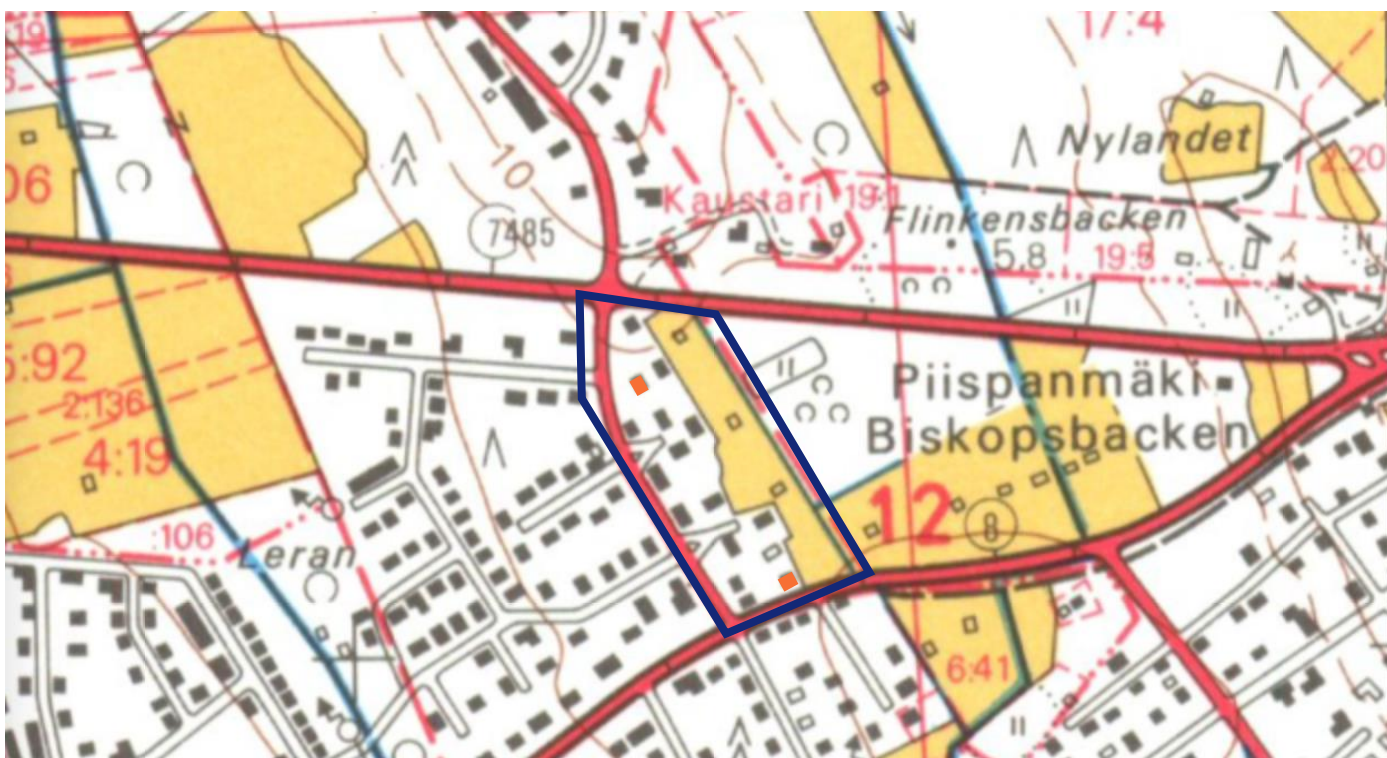 :19
17:4
10
Nylandet
06
2:20
Kaustari 19:1
Flinkensbacken
7485
5,8
19:5
5:92
Piispanmäki
2:136
Biskopsbacken
4:19
12
8
:106
Leran
6:41